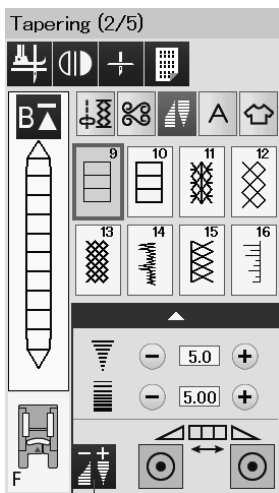 Tapering (2/5)
B
A
9 10 11 12
13 14 15 16
− 5.0 +
− 5.00 +
F
− +